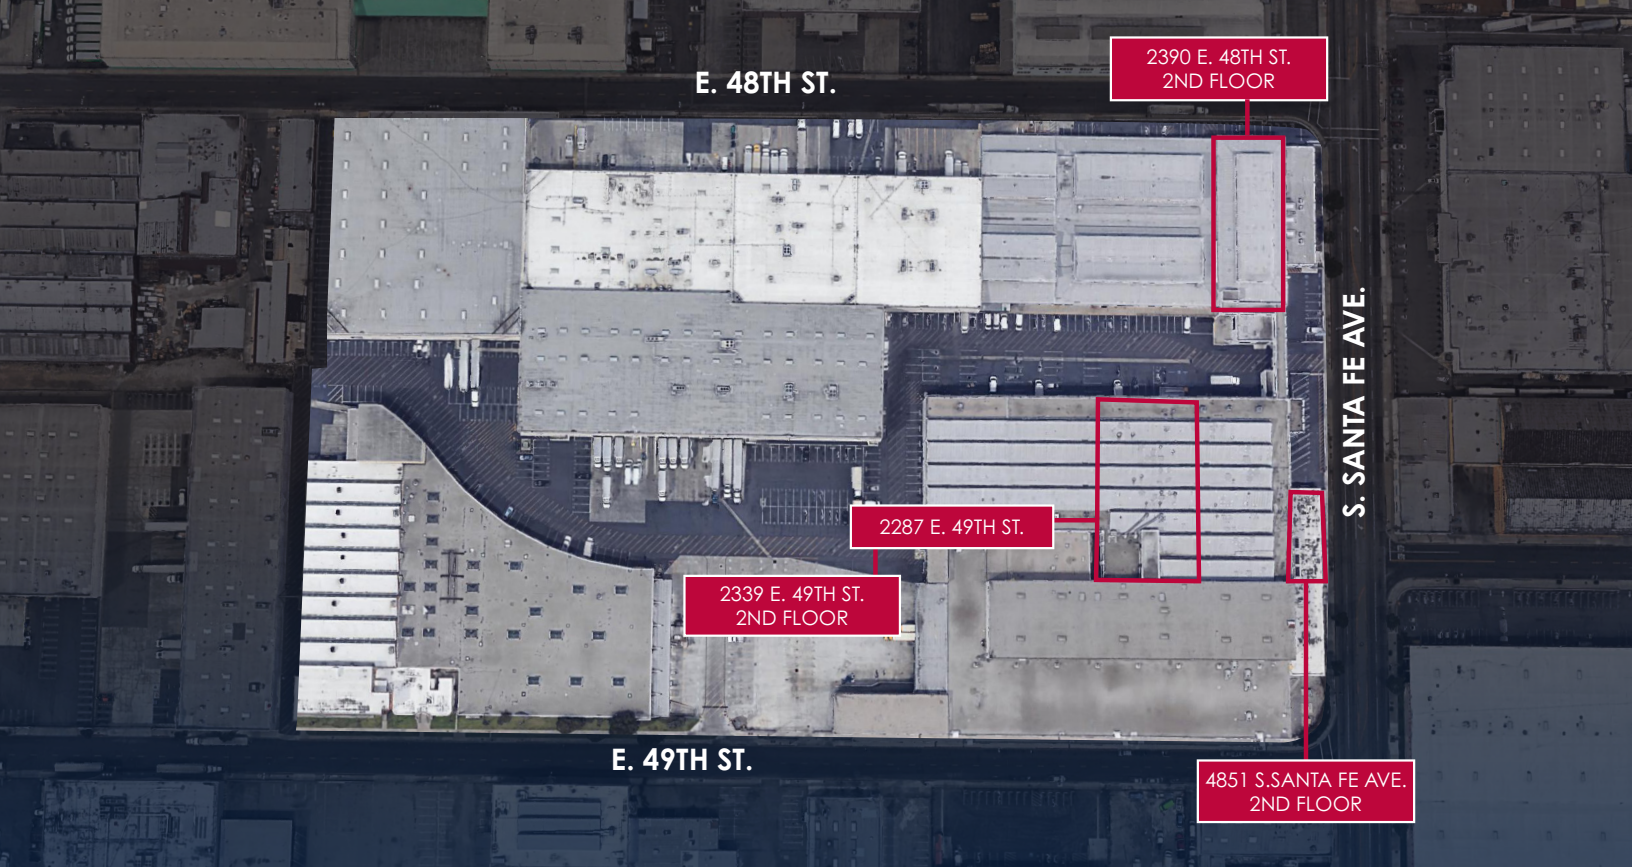 2390 E. 48TH ST.
2ND FLOOR
E. 48TH ST.
S. SANTA FE AVE.
2287 E. 49TH ST.
2339 E. 49TH ST.
2ND FLOOR
E. 49TH ST.
4851 S.SANTA FE AVE.
2ND FLOOR